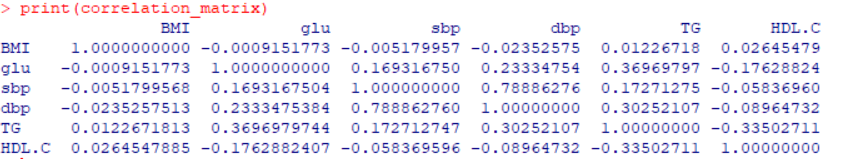 > print(correlation_matrix)
BMI glu sbp dbp TG HDL.C
BMI 1.0000000000 -0.0009151773 -0.005179957 -0.02352575 0.01226718 0.02645479
glu -0.0009151773 1.0000000000 0.169316750 0.23334754 0.36969797 -0.17628824
sbp -0.0051799568 0.1693167504 1.000000000 0.78886276 0.17271275 -0.05836960
dbp -0.0235257513 0.2333475384 0.788862760 1.00000000 0.30252107 -0.08964732
TG 0.0122671813 0.3696979744 0.172712747 0.30252107 1.00000000 -0.33502711
HDL.C 0.0264547885 -0.1762882407 -0.058369596 -0.08964732 -0.33502711 1.00000000